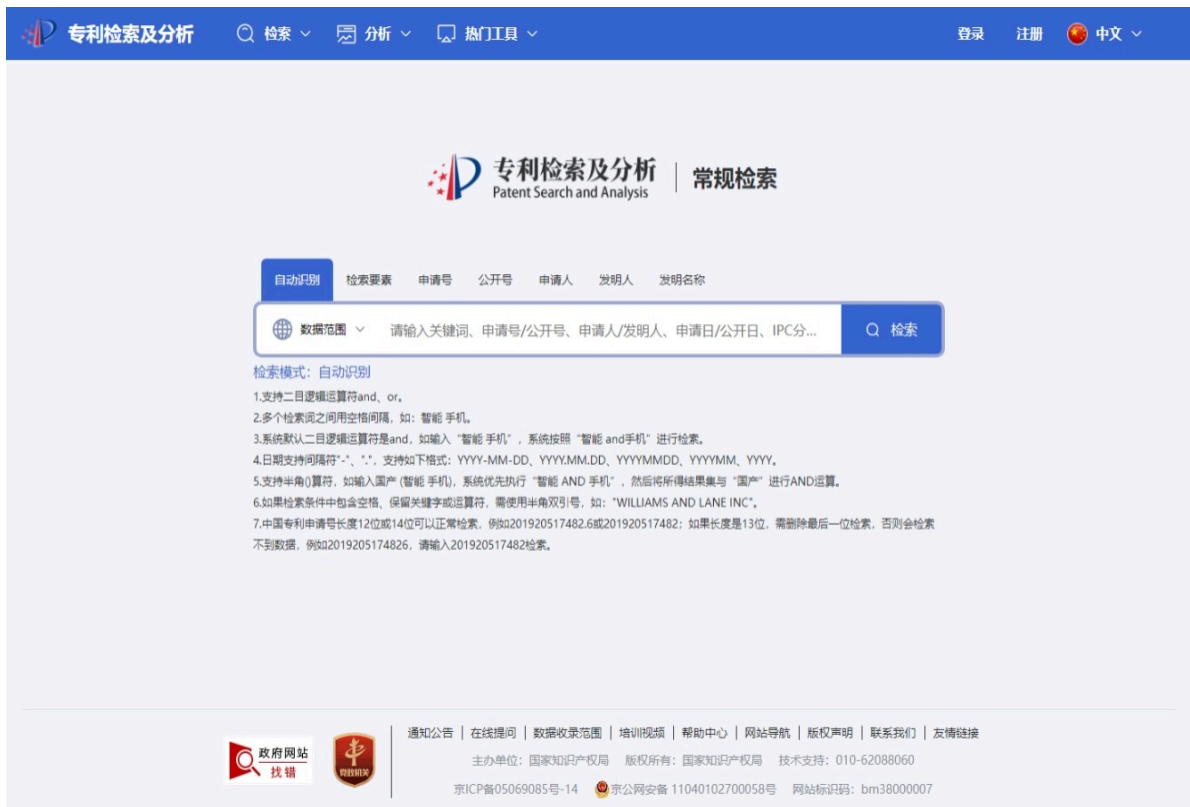 专利检索及分析 检索 分析 热门工具 登录 注册 中文
专利检索及分析
Patent Search and Analysis
常规检索
自动识别 检索要素 申请号 公开号 申请人 发明人 发明名称
数据范围 请输入关键词、申请号/公开号、申请人/发明人、申请日/公开日、IPC分... 检索
检索模式：自动识别
1.支持二目逻辑运算符and、or。
2.多个检索词之间用空格间隔，如：智能 手机。
3.系统默认二目逻辑运算符是and，如输入“智能 手机”，系统按照“智能 and手机”进行检索。
4.日期支持间隔符"-"、"."，支持如下格式：YYYY-MM-DD、YYYY.MM.DD、YYYYMMDD、YYYYMM、YYYY。
5.支持半角()算符，如输入国产 (智能 手机)，系统优先执行“智能 AND 手机”，然后将所得结果集与“国产”进行AND运算。
6.如果检索条件中包含空格、保留关键字或运算符，需使用半角双引号，如："WILLIAMS AND LANE INC"。
7.中国专利申请号长度12位或14位可以正常检索，例如201920517482.6或201920517482；如果长度是13位，需删除最后一位检索，否则会检索
不到数据，例如2019205174826，请输入201920517482检索。
通知公告 | 在线提问 | 数据收录范围 | 培训视频 | 帮助中心 | 网站导航 | 版权声明 | 联系我们 | 友情链接
政府网站
找错
党政机关
主办单位：国家知识产权局 版权所有：国家知识产权局 技术支持：010-62088060
京ICP备05069085号-14 京公网安备 11040102700058号 网站标识码：bm38000007